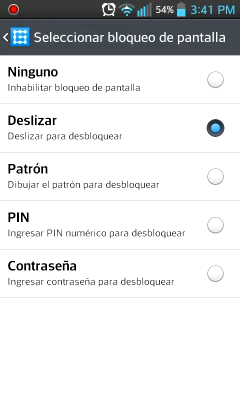 54% 3:41 PM
Seleccionar bloqueo de pantalla
Ninguno
Inhabilitar bloqueo de pantalla
Deslizar
Deslizar para desbloquear
Patrón
Dibujar el patrón para desbloquear
PIN
Ingresar PIN numérico para desbloquear
Contraseña
Ingresar contraseña para desbloquear